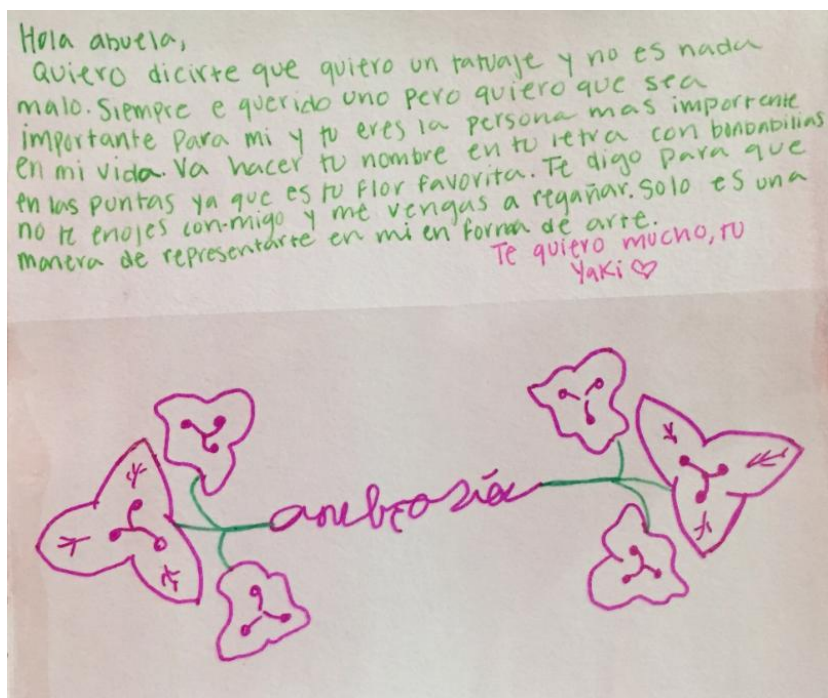 Hola abuela,
Quiero dicirte que quiero un tatuaje y no es nada
malo. Siempre e querido uno pero quiero que sea
importante para mi y tu eres la persona mas importente
en mi vida. Va hacer tu nombre en tu letra con bonbabilias
en las puntas ya que es tu flor favorita. Te digo para que
no te enojes con-migo y me vengas a regañar. Solo es una
manera de representarte en mi en forma de arte.
Te quiero mucho, tu
Yaki ♡
ambrosia